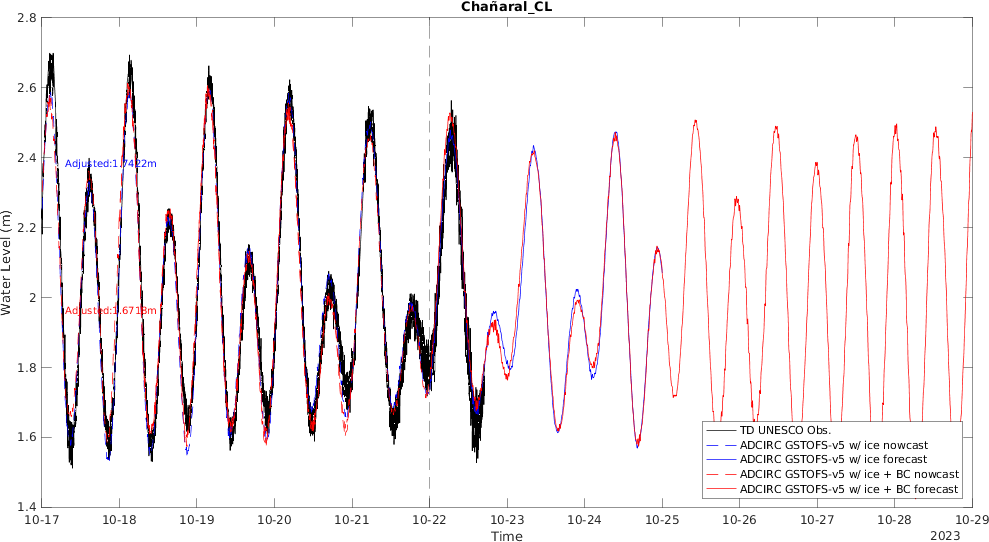 Chañaral_CL
Water Level (m)
2.8
2.6
2.4
2.2
2
1.8
1.6
1.4
Adjusted:1.7422m
Adjusted:1.6718m
TD UNESCO Obs.
ADCIRC GSTOFS-v5 w/ ice nowcast
ADCIRC GSTOFS-v5 w/ ice forecast
ADCIRC GSTOFS-v5 w/ ice + BC nowcast
ADCIRC GSTOFS-v5 w/ ice + BC forecast
10-17 10-18 10-19 10-20 10-21 10-22 10-23 10-24 10-25 10-26 10-27 10-28 10-29
Time
2023